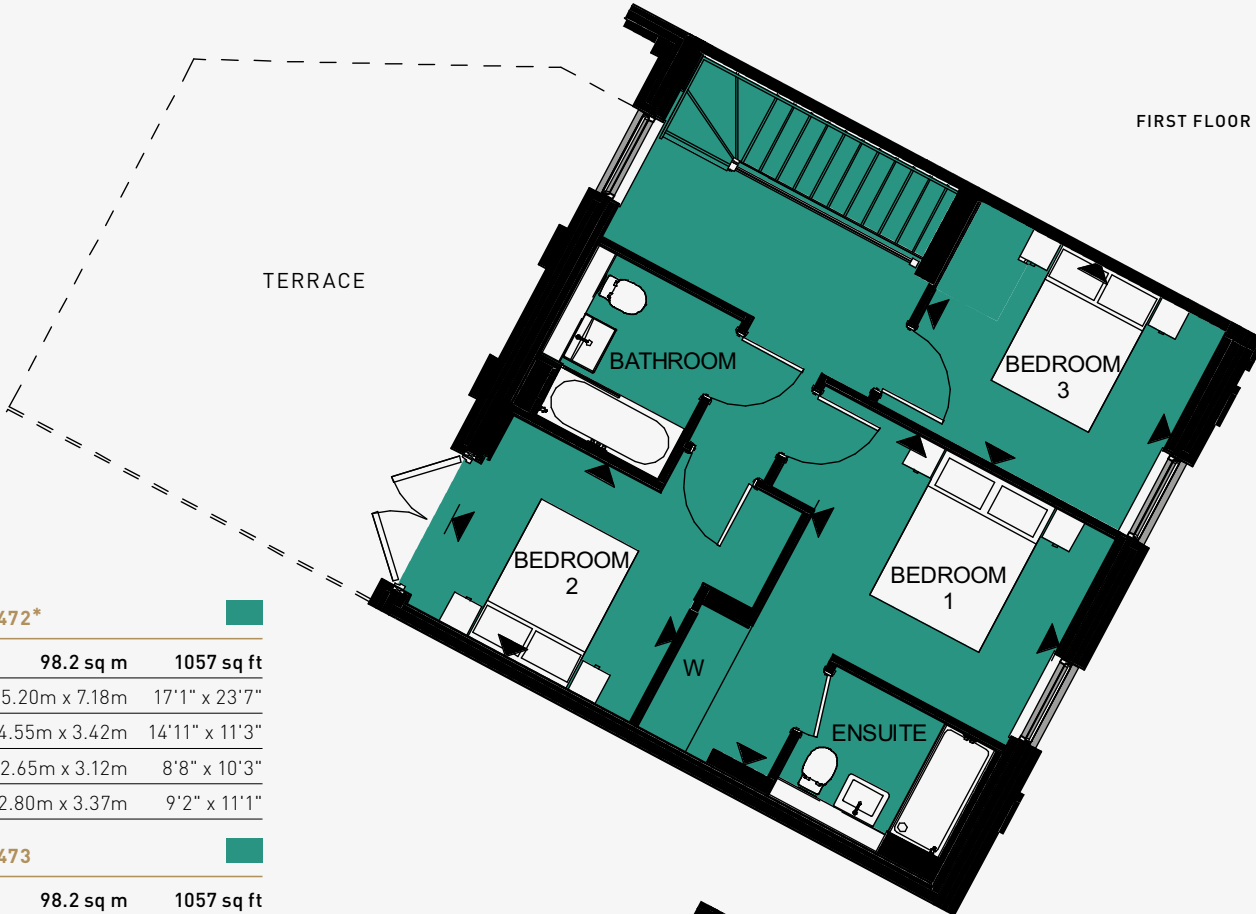 FIRST FLOOR
TERRACE
BATHROOM
BEDROOM
3
BEDROOM
2
BEDROOM
1
W
ENSUITE
472*
98.2 sq m 1057 sq ft
5.20m x 7.18m 17'1" x 23'7"
4.55m x 3.42m 14'11" x 11'3"
2.65m x 3.12m 8'8" x 10'3"
2.80m x 3.37m 9'2" x 11'1"
473
98.2 sq m 1057 sq ft